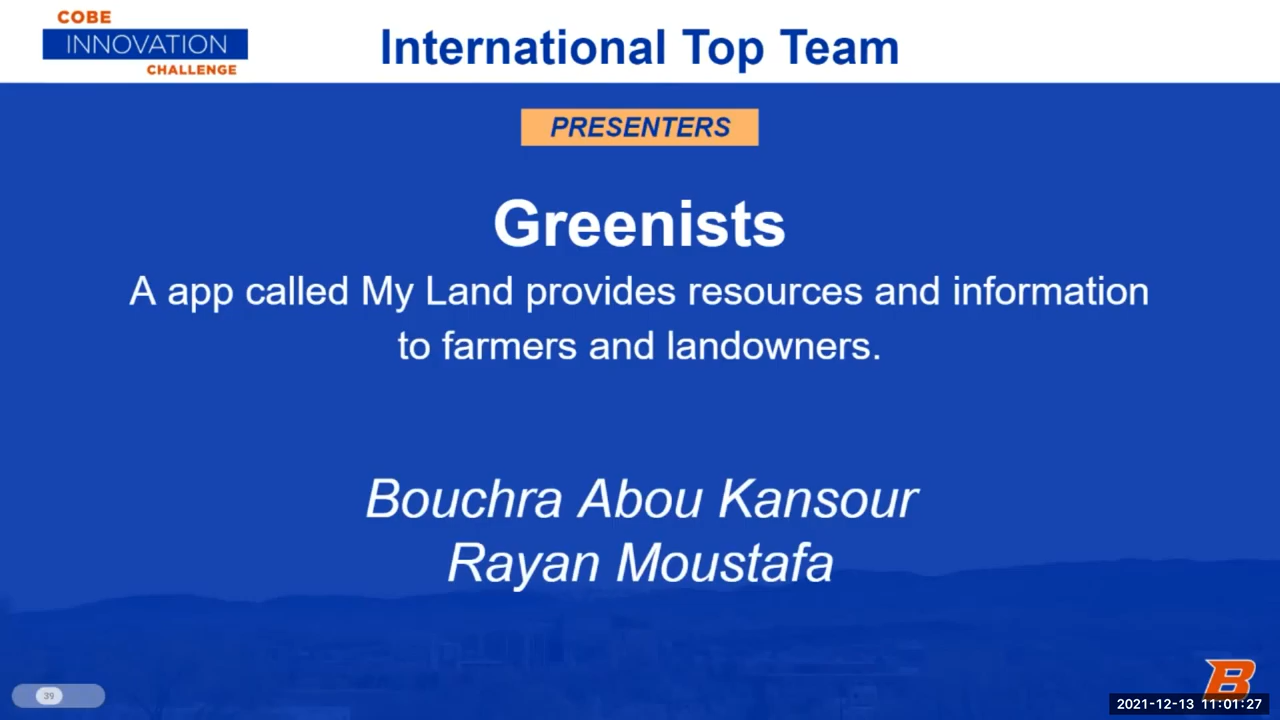 COBE
INNOVATION
CHALLENGE
International Top Team
PRESENTERS
Greenists
A app called My Land provides resources and information
to farmers and landowners.
Bouchra Abou Kansour
Rayan Moustafa
39
B
2021-12-13 11:01:27